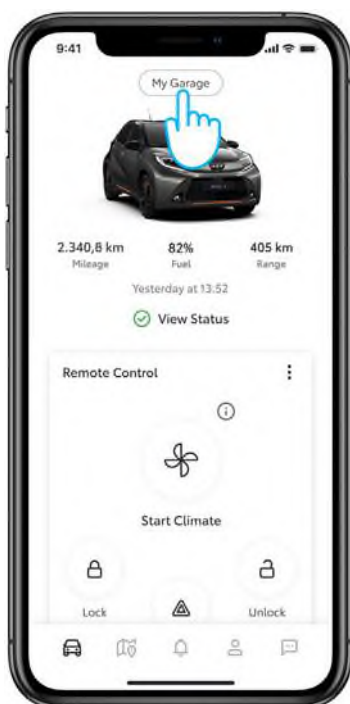 9:41
My Garage
2.340,8 km 82% 405 km
Mileage Fuel Range
Yesterday at 13:52
View Status
Remote Control
Start Climate
Lock Unlock